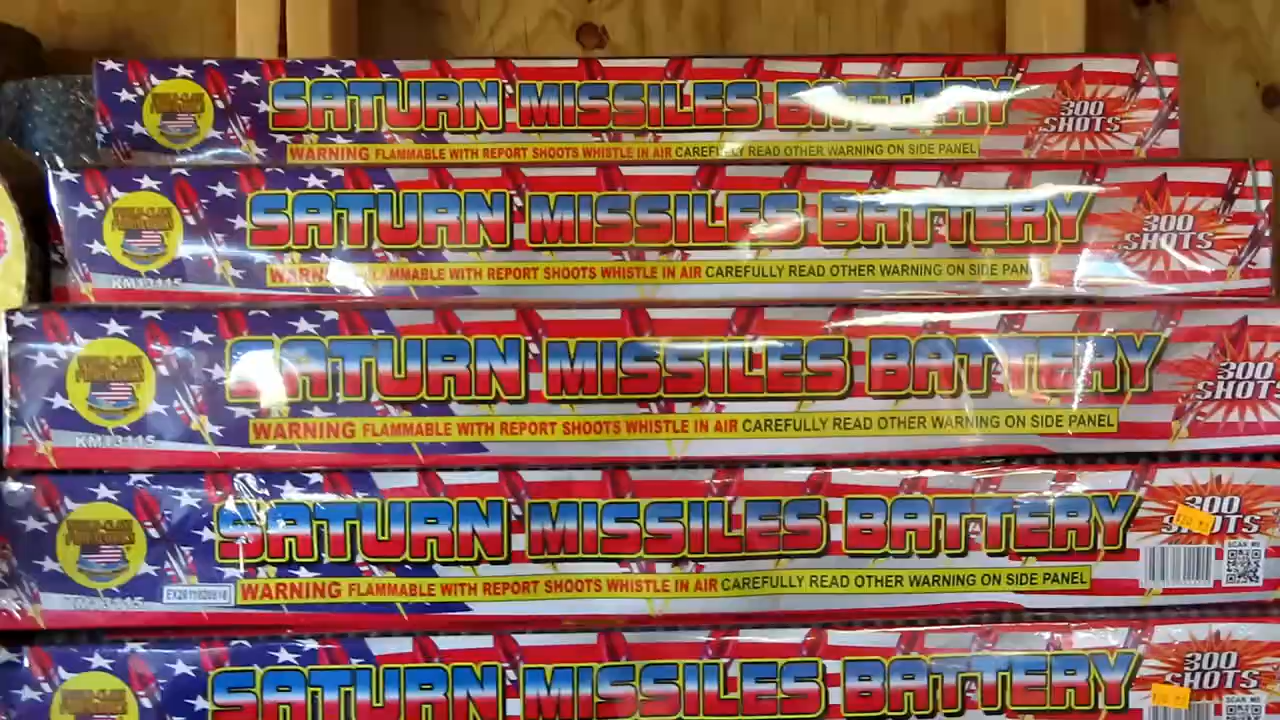 SATURN MISSILES BATTERY
300 SHOTS
WARNING FLAMMABLE WITH REPORT SHOOTS WHISTLE IN AIR CAREFULLY READ OTHER WARNING ON SIDE PANEL
SATURN MISSILES BATTERY
300 SHOTS
WARNING FLAMMABLE WITH REPORT SHOOTS WHISTLE IN AIR CAREFULLY READ OTHER WARNING ON SIDE PANEL
KM13115
SATURN MISSILES BATTERY
300 SHOTS
WARNING FLAMMABLE WITH REPORT SHOOTS WHISTLE IN AIR CAREFULLY READ OTHER WARNING ON SIDE PANEL
KM13115
SATURN MISSILES BATTERY
300 SHOTS
SCAN ME
WARNING FLAMMABLE WITH REPORT SHOOTS WHISTLE IN AIR CAREFULLY READ OTHER WARNING ON SIDE PANEL
SATURN MISSILES BATTERY
300 SHOTS
SCAN ME